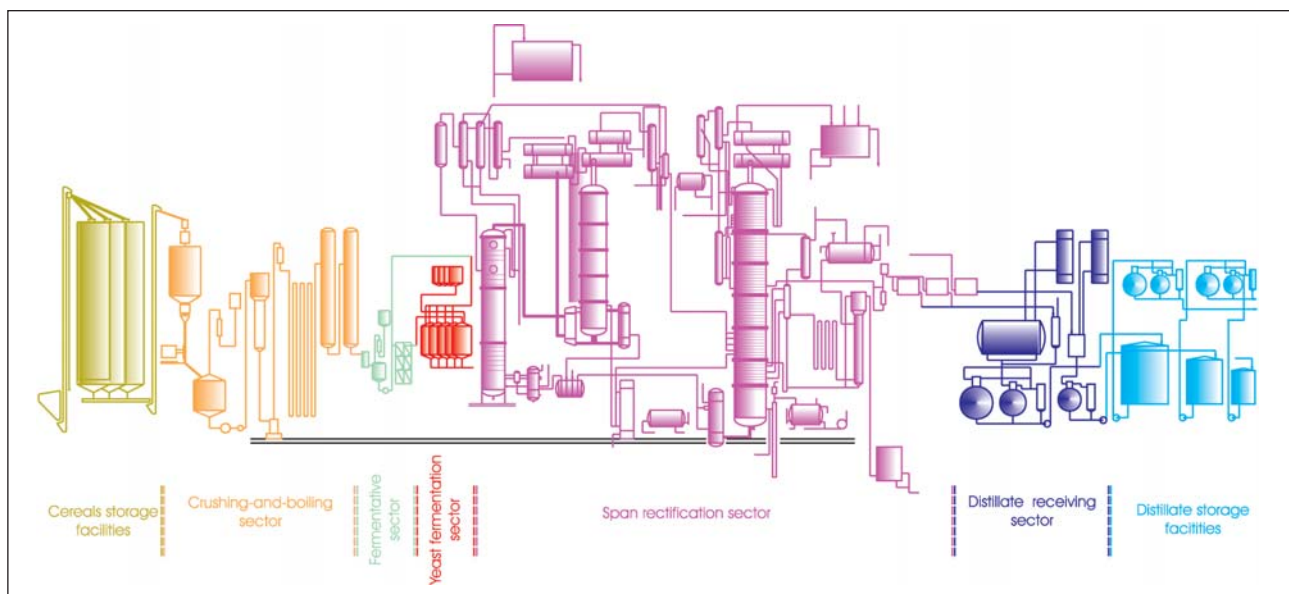 Cereals storage
facilities
Crushing-and-boiling
sector
Fermentative
sector
Yeast fermentation
sector
Span rectification sector
Distillate receiving
sector
Distillate storage
facitities